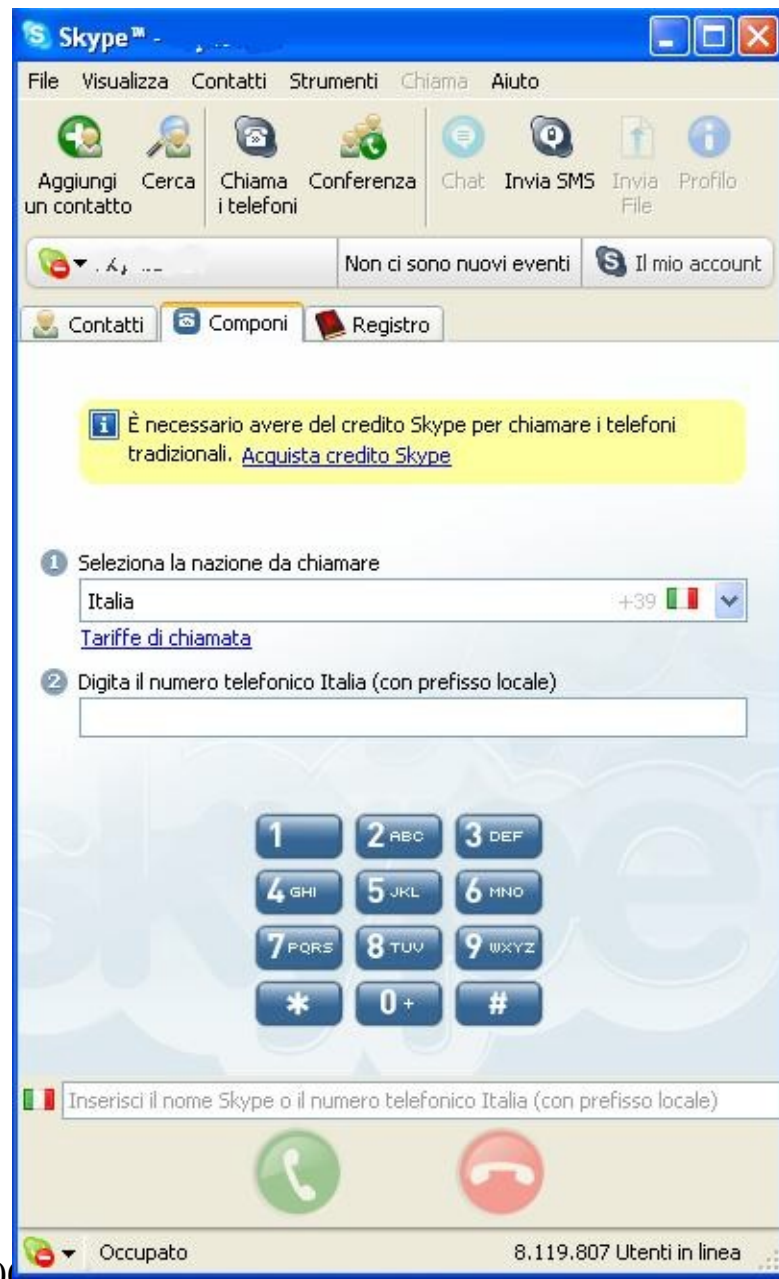 Skype™ -
File Visualizza Contatti Strumenti Chiama Aiuto
Aggiungi un contatto
Cerca
Chiama i telefoni
Conferenza
Chat
Invia SMS
Invia File
Profilo
Non ci sono nuovi eventi
Il mio account
Contatti Componi Registro
È necessario avere del credito Skype per chiamare i telefoni
tradizionali. Acquista credito Skype
1 Seleziona la nazione da chiamare
Italia +39
Tariffe di chiamata
2 Digita il numero telefonico Italia (con prefisso locale)
1 2 ABC 3 DEF
4 GHI 5 JKL 6 MNO
7 PQRS 8 TUV 9 WXYZ
* 0 + #
Inserisci il nome Skype o il numero telefonico Italia (con prefisso locale)
Occupato 8.119.807 Utenti in linea